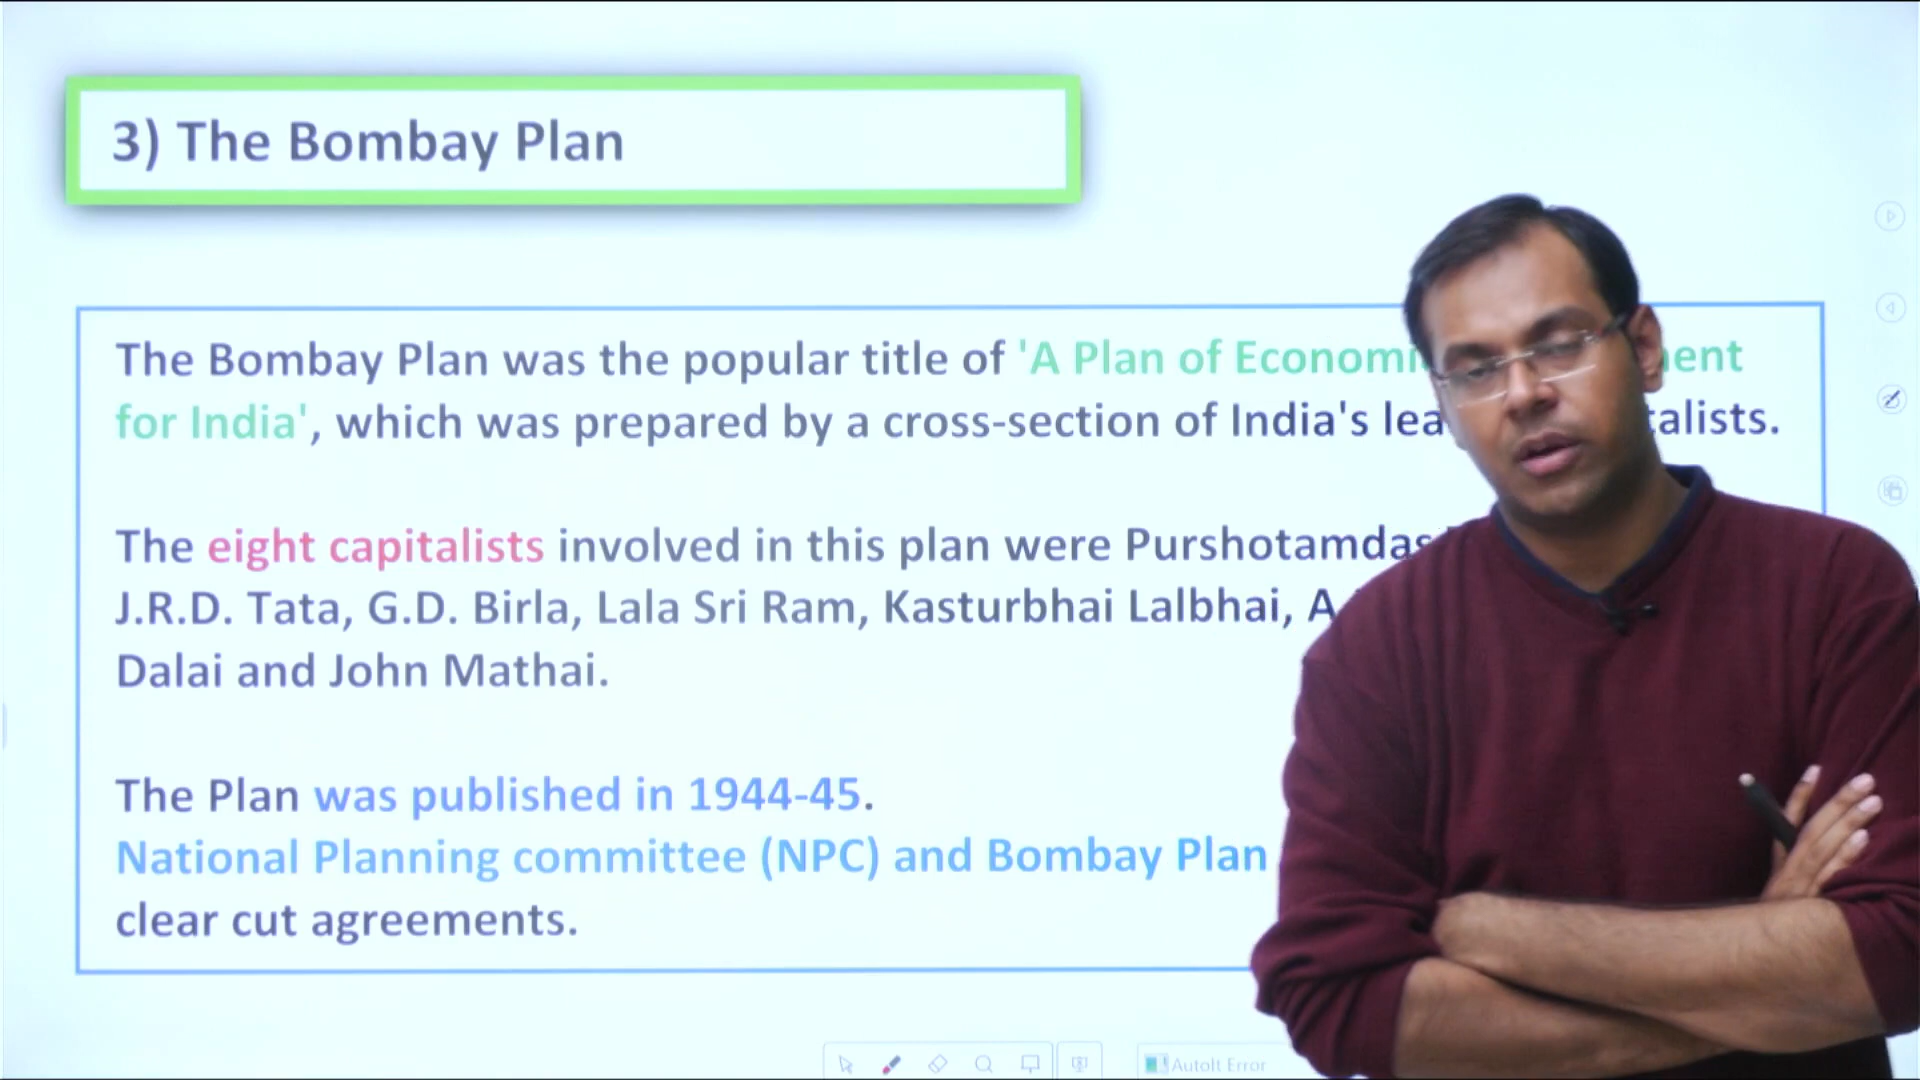 3) The Bombay Plan
The Bombay Plan was the popular title of 'A Plan of Economi ent
for India', which was prepared by a cross-section of India's lea talists.
The eight capitalists involved in this plan were Purshotamdas
J.R.D. Tata, G.D. Birla, Lala Sri Ram, Kasturbhai Lalbhai, A
Dalai and John Mathai.
The Plan was published in 1944-45.
National Planning committee (NPC) and Bombay Plan
clear cut agreements.
AutoIt Error